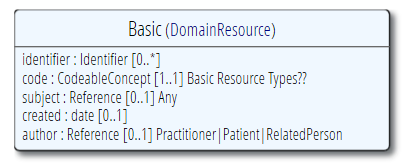 Basic (DomainResource)
identifier : Identifier [0..*]
code : CodeableConcept [1..1] Basic Resource Types??
subject : Reference [0..1] Any
created : date [0..1]
author : Reference [0..1] Practitioner|Patient|RelatedPerson